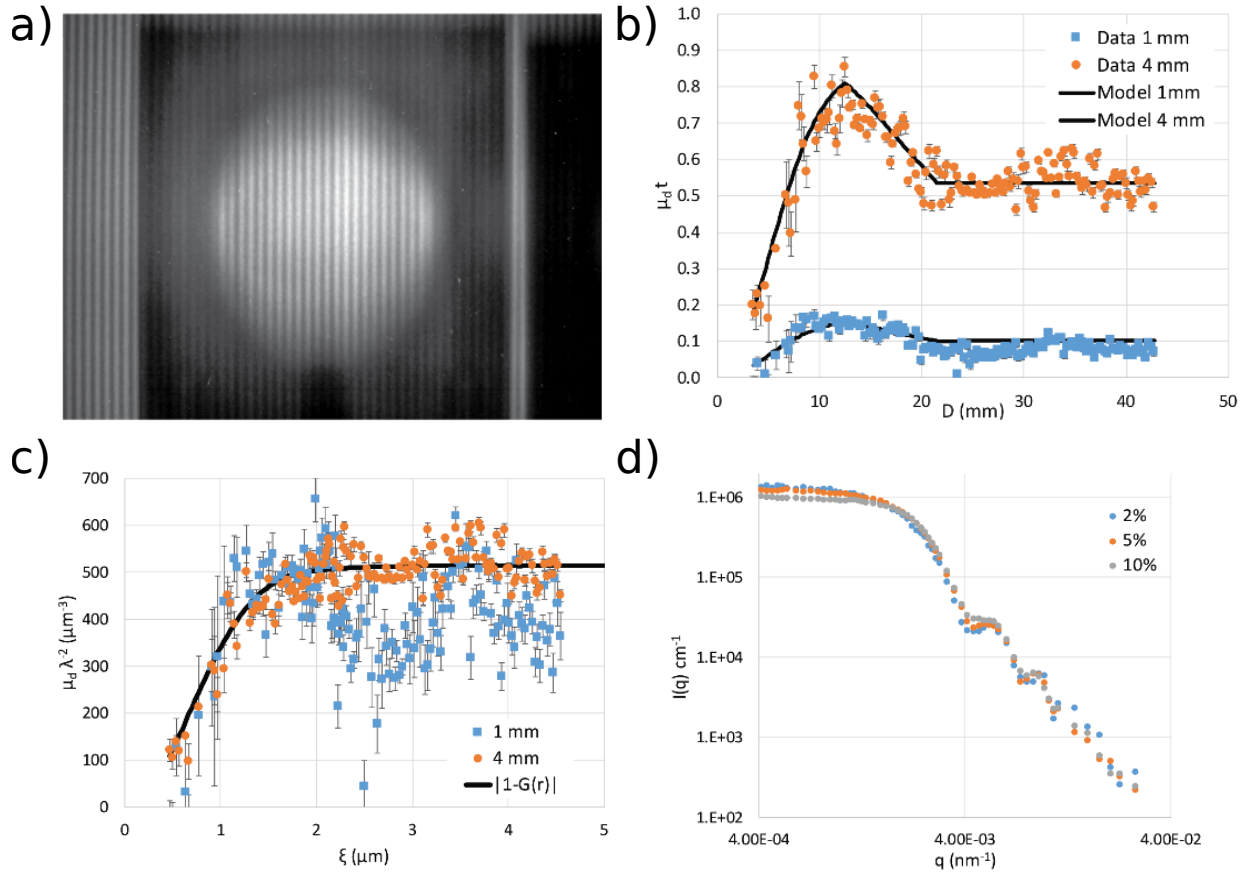 a)
b)
1.0
0.9
0.8
0.7
0.6
0.5
0.4
0.3
0.2
0.1
0.0
μd t
Data 1 mm
Data 4 mm
Model 1mm
Model 4 mm
0
10
20
30
40
50
D (mm)
c)
700
600
500
400
300
200
100
0
μd λ-2 (μm-3)
1 mm
4 mm
|1-G(r)|
0
1
2
3
4
5
ξ (μm)
d)
1.E+06
1.E+05
1.E+04
1.E+03
1.E+02
I(q) cm-1
2%
5%
10%
4.00E-04
4.00E-03
4.00E-02
q (nm-1)